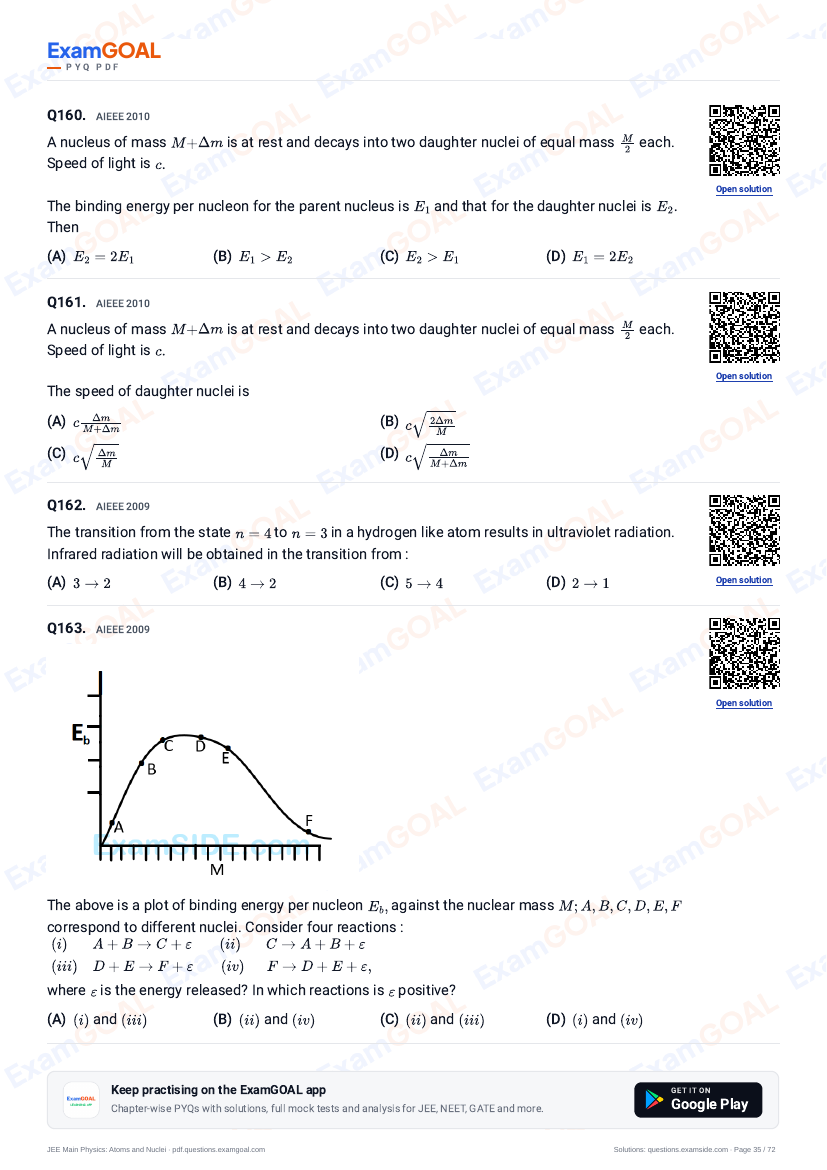 ExamGOAL
PYQ PDF
Q160. AIEEE 2010
A nucleus of mass M+Δm is at rest and decays into two daughter nuclei of equal mass M/2 each.
Speed of light is c.
Open solution
The binding energy per nucleon for the parent nucleus is E₁ and that for the daughter nuclei is E₂.
Then
(A) E₂ = 2E₁ (B) E₁ > E₂ (C) E₂ > E₁ (D) E₁ = 2E₂
Q161. AIEEE 2010
A nucleus of mass M+Δm is at rest and decays into two daughter nuclei of equal mass M/2 each.
Speed of light is c.
Open solution
The speed of daughter nuclei is
(A) c Δm/(M+Δm) (B) c√(2Δm/M)
(C) c√(Δm/M) (D) c√(Δm/(M+Δm))
Q162. AIEEE 2009
The transition from the state n = 4 to n = 3 in a hydrogen like atom results in ultraviolet radiation.
Infrared radiation will be obtained in the transition from :
Open solution
(A) 3 → 2 (B) 4 → 2 (C) 5 → 4 (D) 2 → 1
Q163. AIEEE 2009
Open solution
E_b
A
B
C
D
E
F
M
ExamSIDE.com
The above is a plot of binding energy per nucleon E_b, against the nuclear mass M; A, B, C, D, E, F
correspond to different nuclei. Consider four reactions :
(i) A + B → C + ε (ii) C → A + B + ε
(iii) D + E → F + ε (iv) F → D + E + ε,
where ε is the energy released? In which reactions is ε positive?
(A) (i) and (iii) (B) (ii) and (iv) (C) (ii) and (iii) (D) (i) and (iv)
ExamGOAL
Keep practising on the ExamGOAL app
Chapter-wise PYQs with solutions, full mock tests and analysis for JEE, NEET, GATE and more.
GET IT ON
Google Play
JEE Main Physics: Atoms and Nuclei · pdf.questions.examgoal.com
Solutions: questions.examside.com · Page 35 / 72